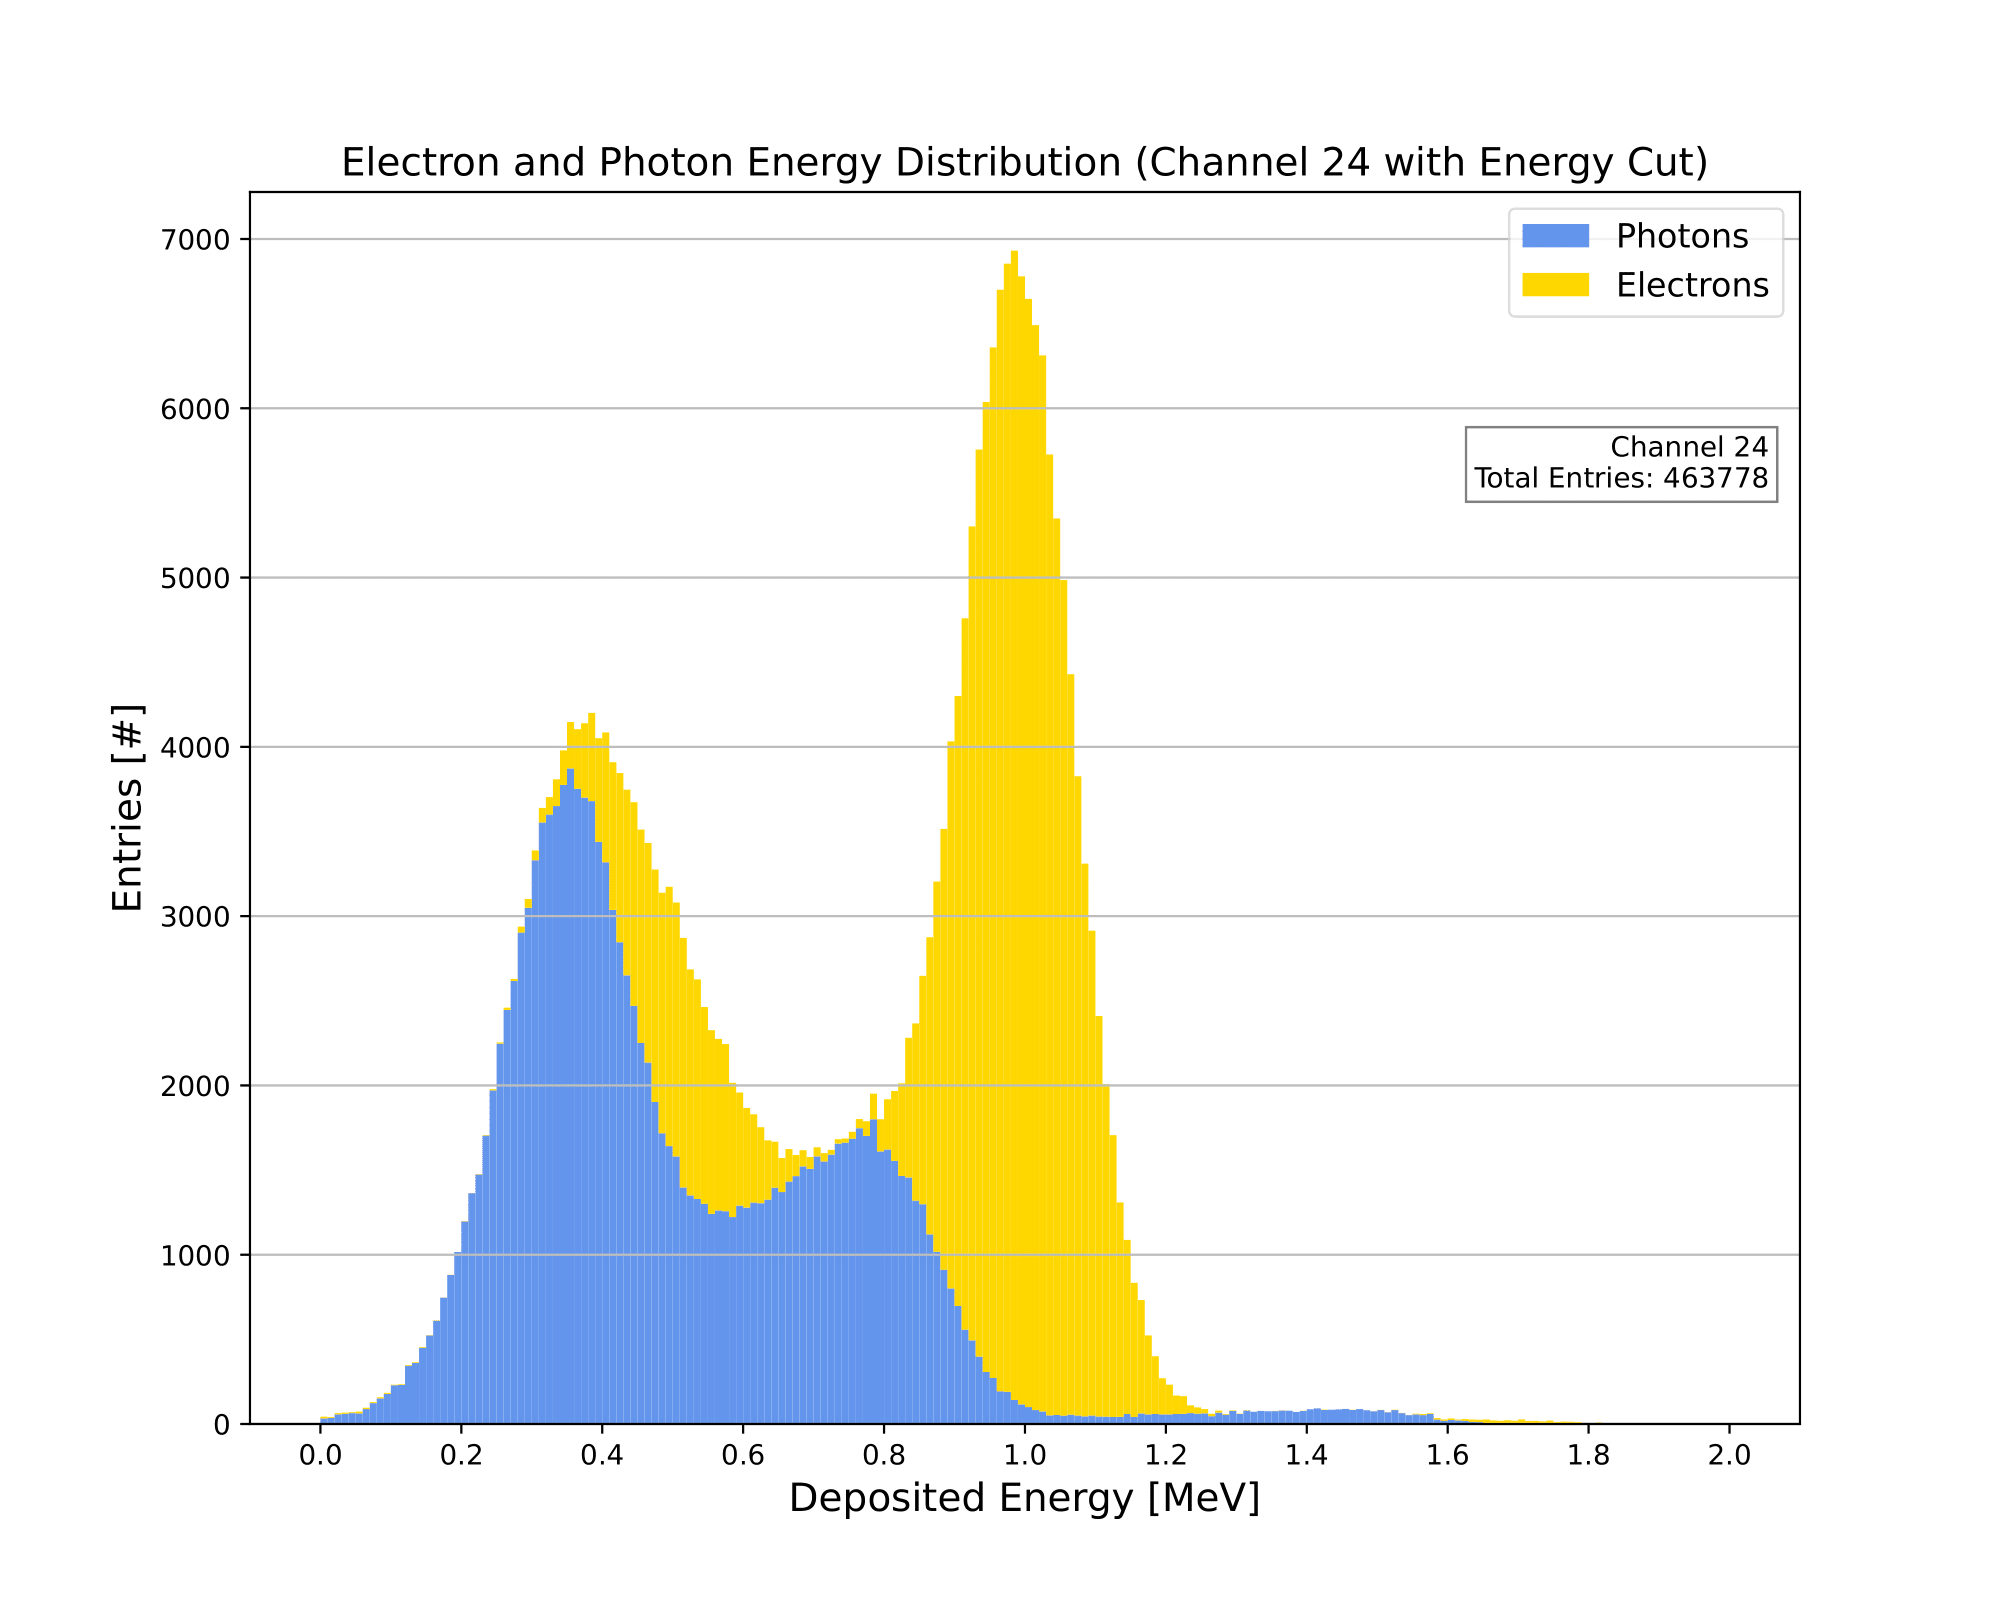 Electron and Photon Energy Distribution (Channel 24 with Energy Cut)
Photons
Electrons
Channel 24
Total Entries: 463778
7000
6000
5000
4000
3000
2000
1000
0
Entries [#]
0.0 0.2 0.4 0.6 0.8 1.0 1.2 1.4 1.6 1.8 2.0
Deposited Energy [MeV]